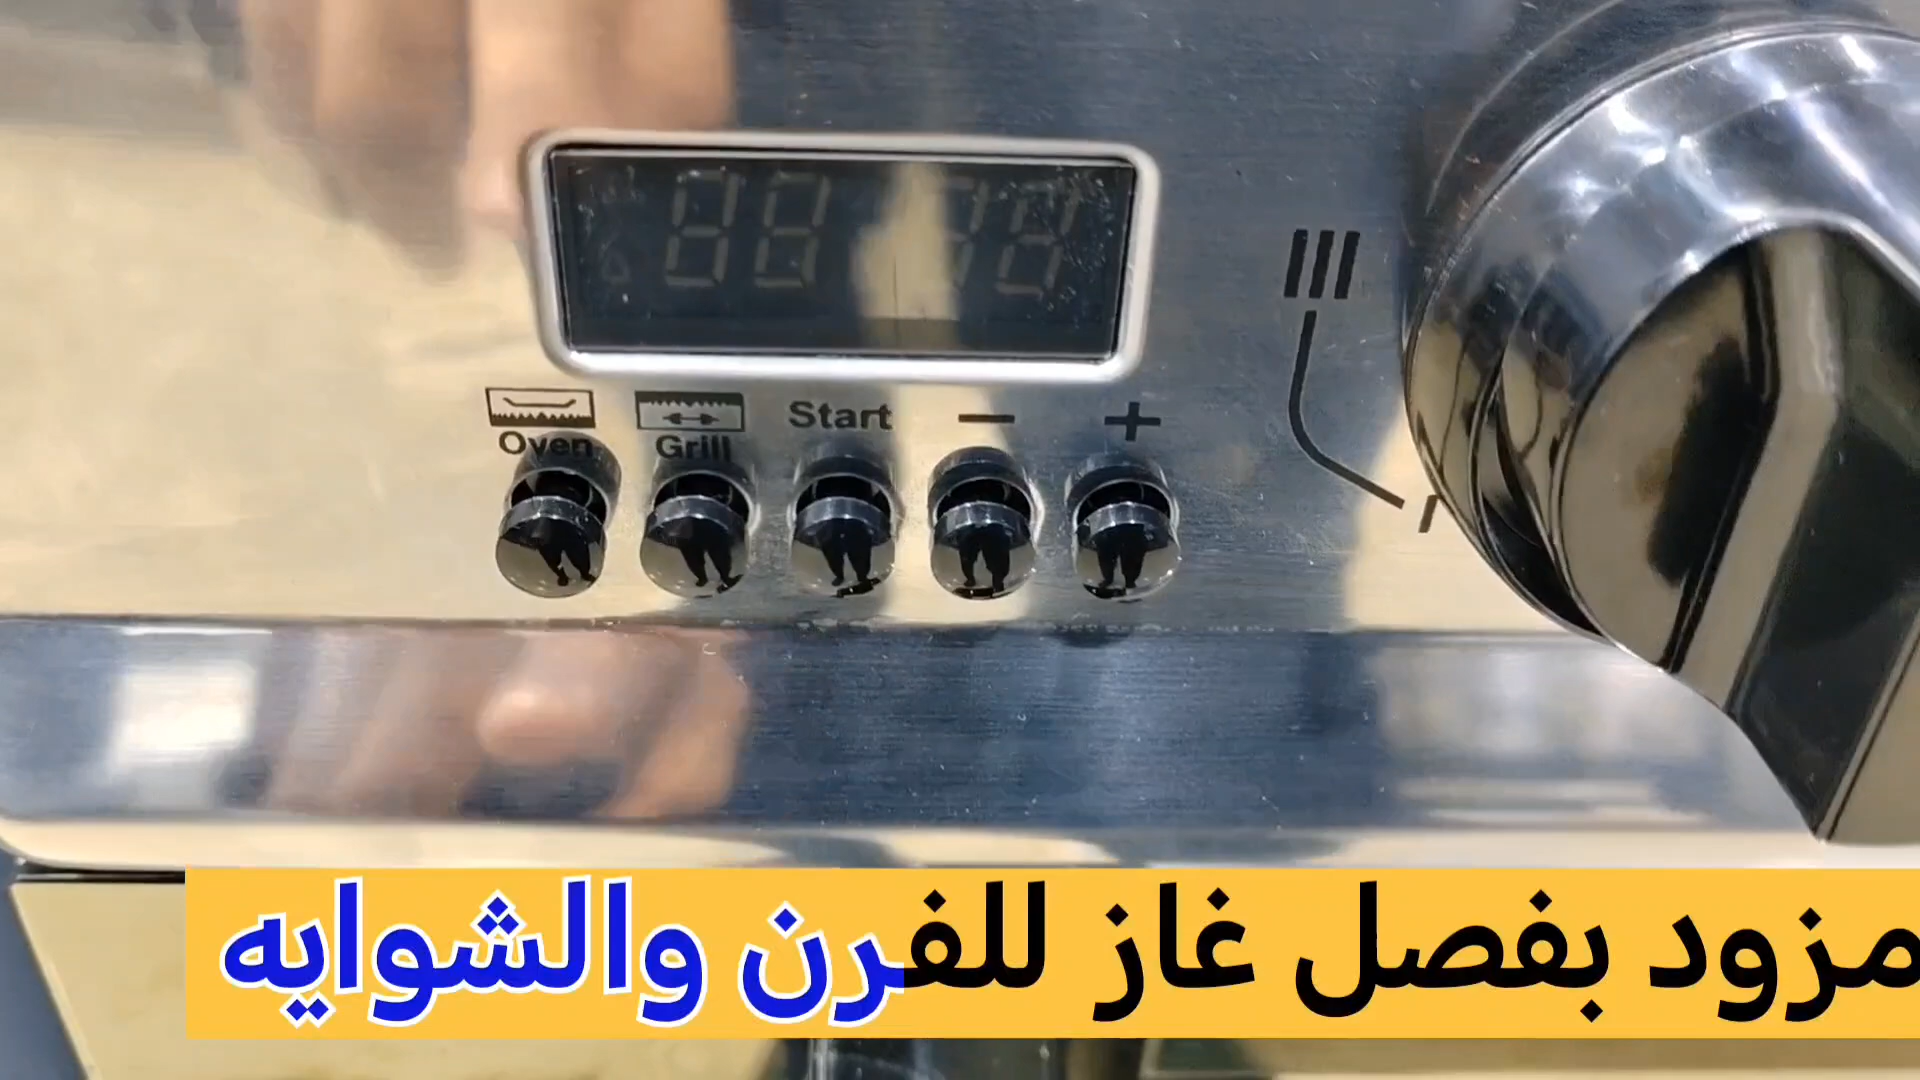 Oven
Grill
Start
−
+
مزود بفصل غاز للفرن والشوايه